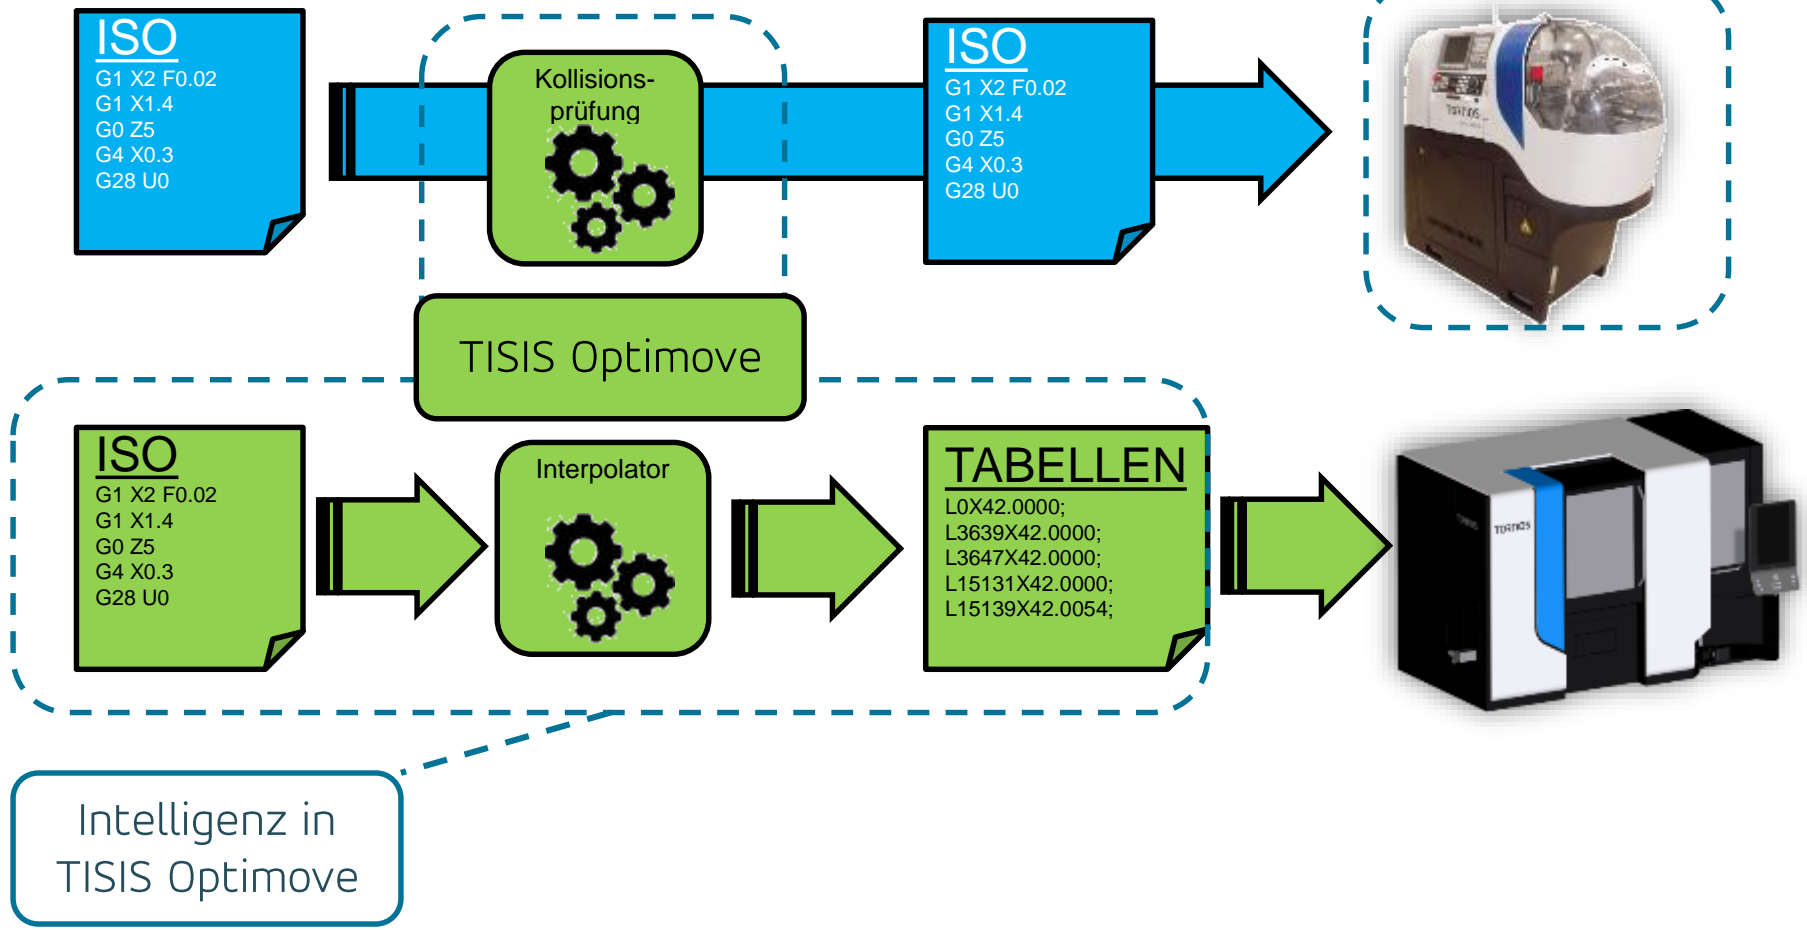 ISO
G1 X2 F0.02
G1 X1.4
G0 Z5
G4 X0.3
G28 U0
Kollisions-
prüfung
ISO
G1 X2 F0.02
G1 X1.4
G0 Z5
G4 X0.3
G28 U0
TORNOS
TISIS Optimove
ISO
G1 X2 F0.02
G1 X1.4
G0 Z5
G4 X0.3
G28 U0
Interpolator
TABELLEN
L0X42.0000;
L3639X42.0000;
L3647X42.0000;
L15131X42.0000;
L15139X42.0054;
TORNOS
Intelligenz in
TISIS Optimove